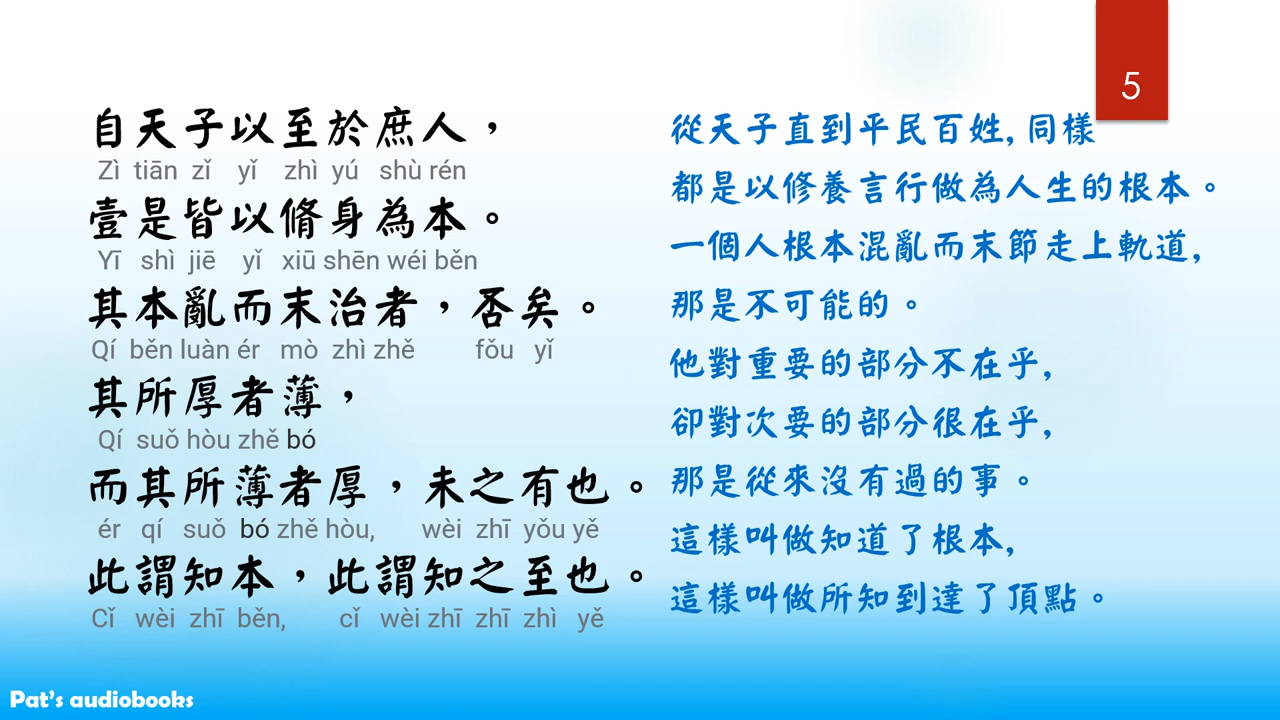 5
自天子以至於庶人，
Zì tiān zǐ yǐ zhì yú shù rén
壹是皆以脩身為本。
Yī shì jiē yǐ xiū shēn wéi běn
其本亂而末治者，否矣。
Qí běn luàn ér mò zhì zhě fǒu yǐ
其所厚者薄，
Qí suǒ hòu zhě bó
而其所薄者厚，未之有也。
ér qí suǒ bó zhě hòu, wèi zhī yǒu yě
此謂知本，此謂知之至也。
Cǐ wèi zhī běn, cǐ wèi zhī zhī zhì yě
從天子直到平民百姓, 同樣
都是以修養言行做為人生的根本。
一個人根本混亂而末節走上軌道,
那是不可能的。
他對重要的部分不在乎,
卻對次要的部分很在乎,
那是從來沒有過的事。
這樣叫做知道了根本,
這樣叫做所知到達了頂點。
Pat's audiobooks